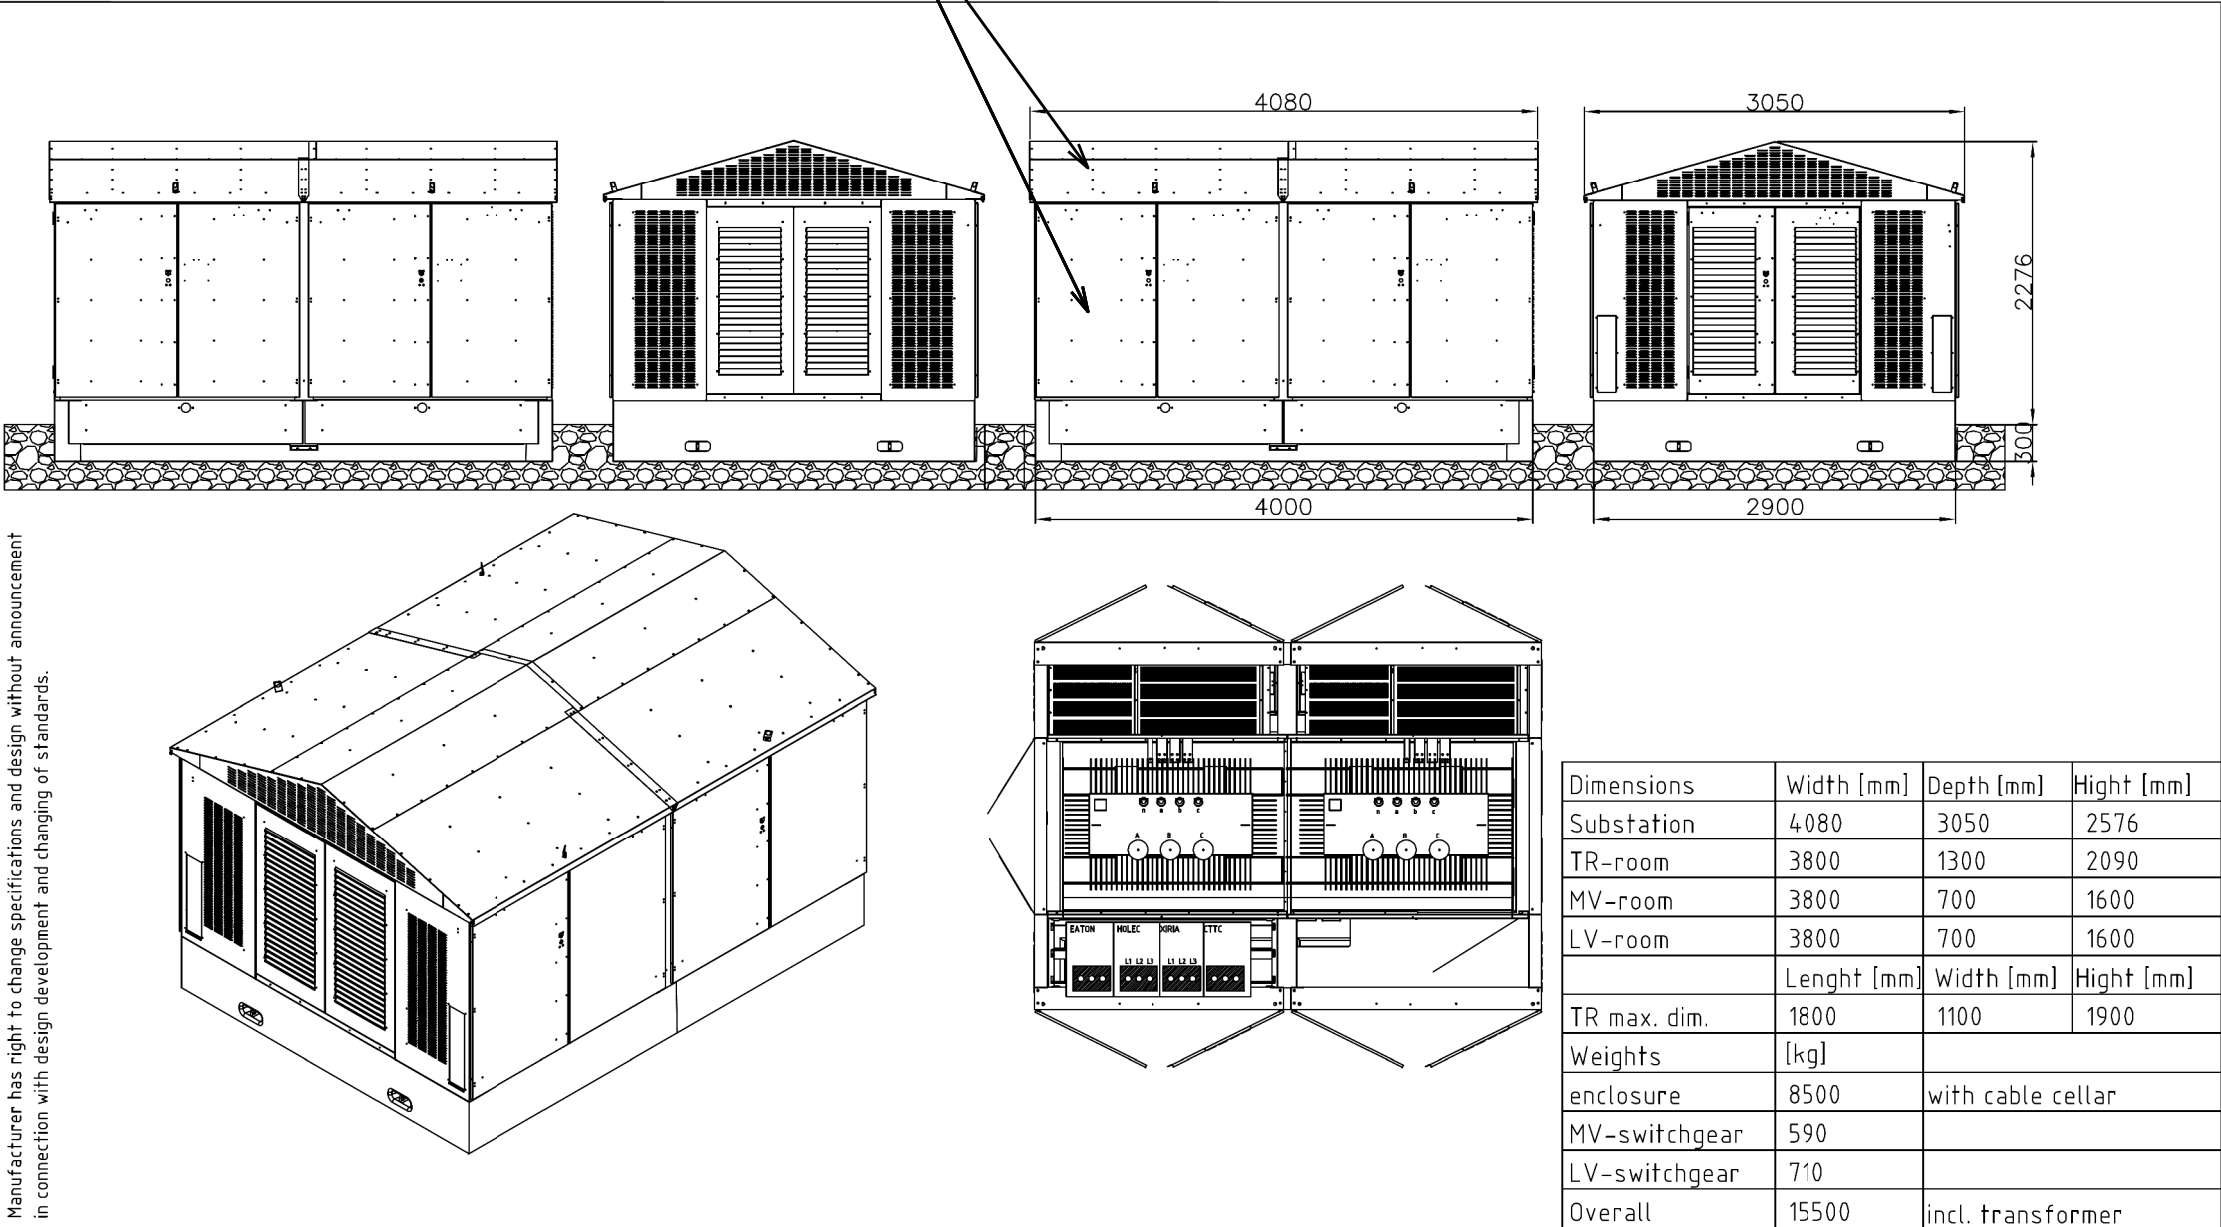 4080
3050
2276
300
4000
2900
Manufacturer has right to change specifications and design without announcement
in connection with design development and changing of standards.
n a b c
n a b c
A B C
A B C
EATON HOLEC XIRIA CTTC
L1 L2 L3 L1 L2 L3
Dimensions Width [mm] Depth [mm] Hight [mm]
Substation 4080 3050 2576
TR-room 3800 1300 2090
MV-room 3800 700 1600
LV-room 3800 700 1600
Lenght [mm] Width [mm] Hight [mm]
TR max. dim. 1800 1100 1900
Weights [kg]
enclosure 8500 with cable cellar
MV-switchgear 590
LV-switchgear 710
Overall 15500 incl. transformer